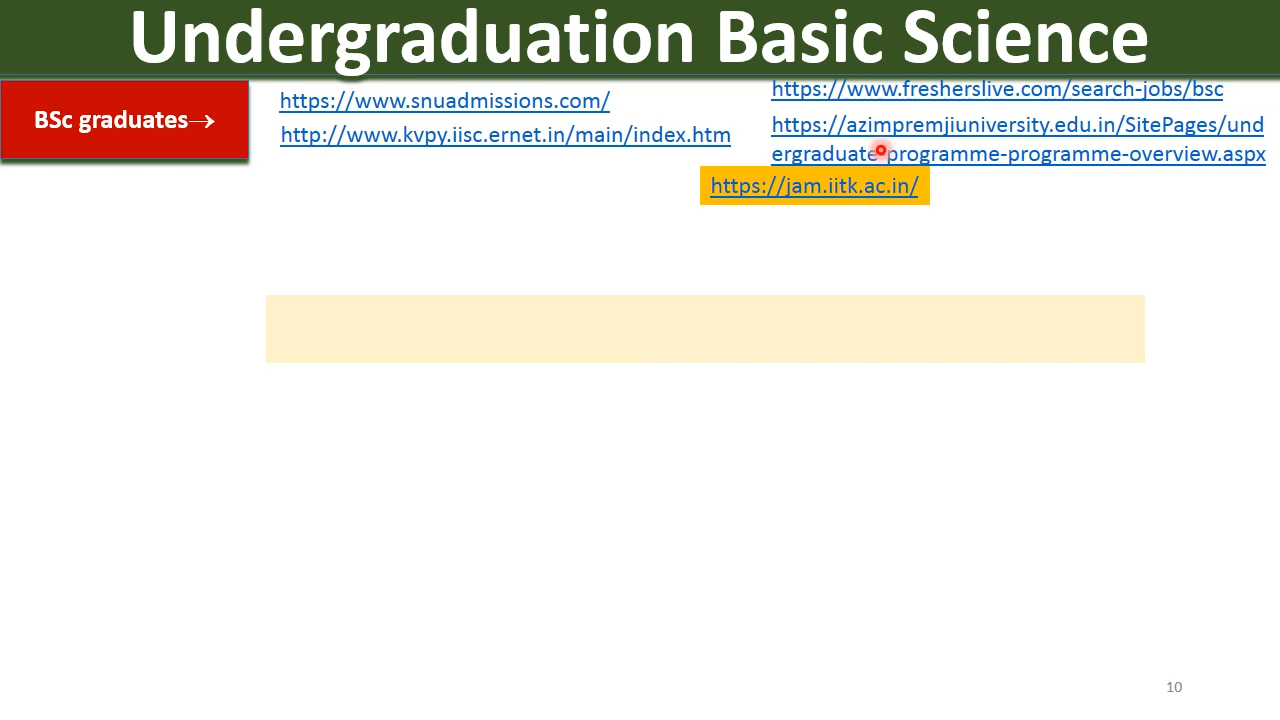 Undergraduation Basic Science
BSc graduates→
https://www.snuadmissions.com/
http://www.kvpy.iisc.ernet.in/main/index.htm
https://www.fresherslive.com/search-jobs/bsc
https://azimpremjiuniversity.edu.in/SitePages/und
ergraduate-programme-programme-overview.aspx
https://jam.iitk.ac.in/
10